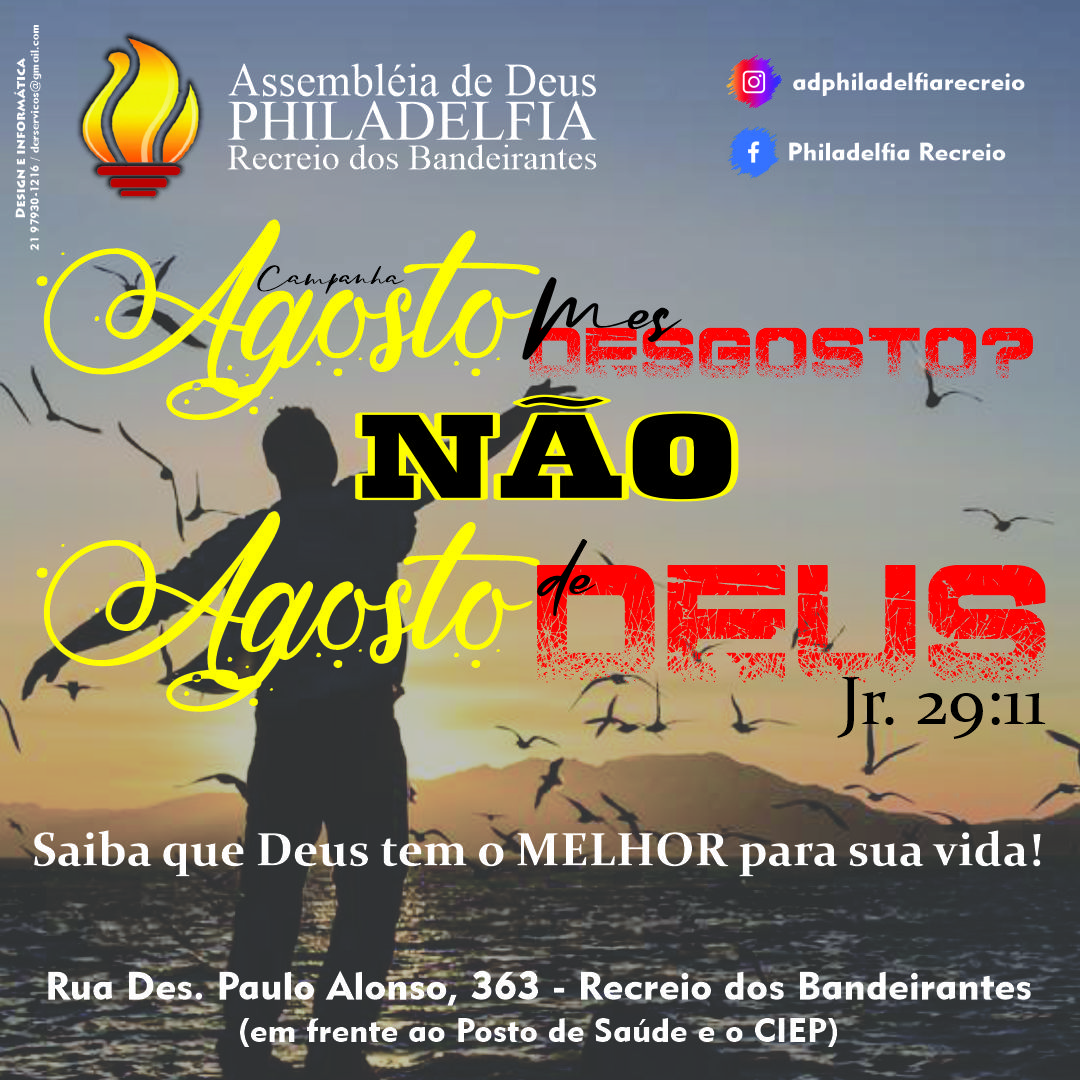 DESIGN E INFORMÁTICA
21 97930-1216 / derservicos@gmail.com
Assembléia de Deus
PHILADELFIA
Recreio dos Bandeirantes
adphiladelfiarecreio
Philadelfia Recreio
Campanha
Agosto Mes DESGOSTO?
NÃO
Agosto de DEUS
Jr. 29:11
Saiba que Deus tem o MELHOR para sua vida!
Rua Des. Paulo Alonso, 363 - Recreio dos Bandeirantes
(em frente ao Posto de Saúde e o CIEP)